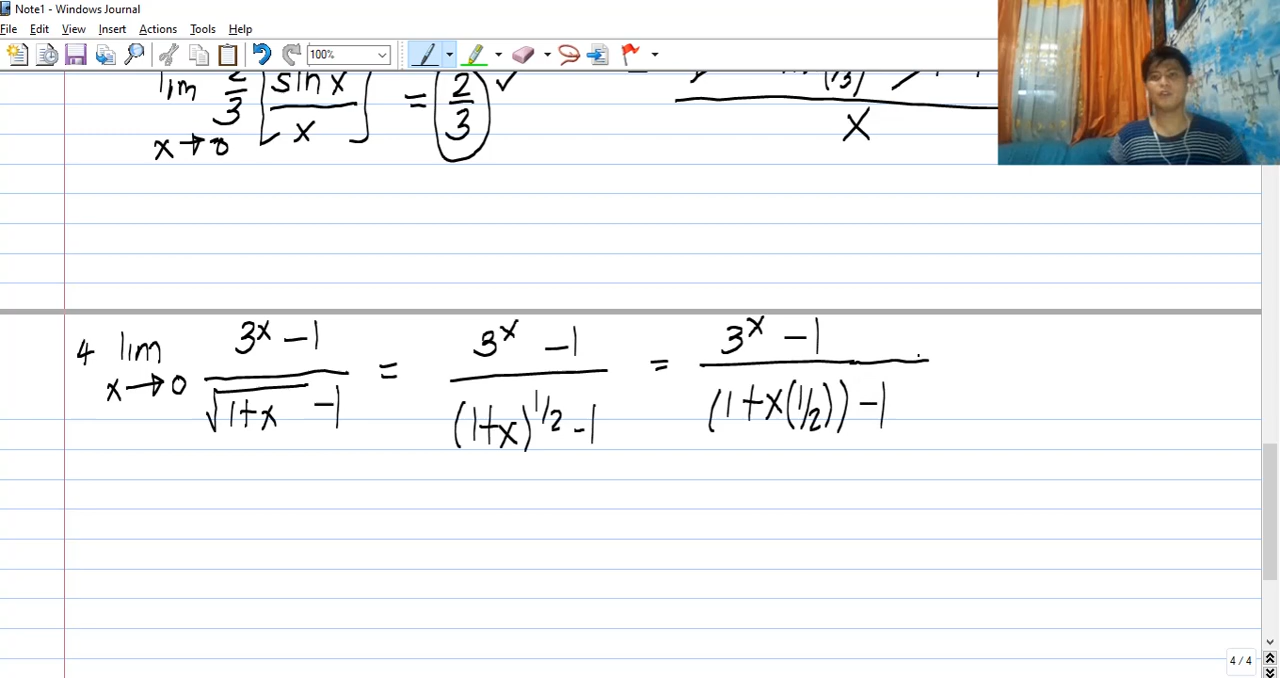 Note1 - Windows Journal
File Edit View Insert Actions Tools Help
100%
lim 2/3 [sin x / x] = 2/3 ✓
x→0
(1/3)
x
4 lim 3^x - 1 / √1+x - 1 = 3^x - 1 / (1+x)^1/2 - 1 = 3^x - 1 / (1+x(1/2)) - 1
x→0
4 / 4